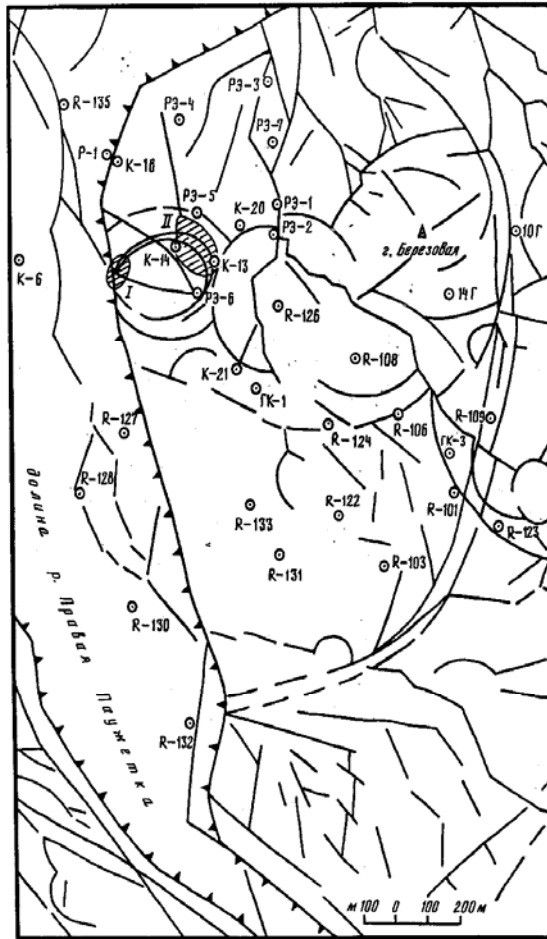 РЭ-3
R-135
РЭ-4
РЭ-7
Р-1
К-18
РЭ-5
К-20
РЭ-1
II
РЭ-2
10Г
г. Березовая
К-14
К-13
К-6
I
РЭ-6
14Г
R-126
R-108
К-21
ГК-1
R-106
R-109
R-127
R-124
ГК-3
R-128
R-101
R-133
R-122
R-123
R-131
R-103
долина
р. Правая
Паужетка
R-130
R-132
м 100 0 200 м